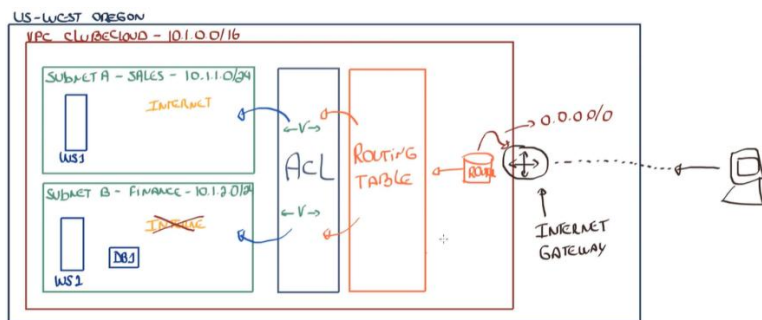 US-WEST OREGON
VPC CLUBECLOUD - 10.1.0.0/16
SUBNET A - SALES - 10.1.1.0/24
INTERNET
WS1
SUBNET B - FINANCE - 10.1.2.0/24
INTERNE
DB1
WS2
←V→
ACL
←V→
ROUTING
TABLE
ROUTER
0.0.0.0/0
INTERNET
GATEWAY